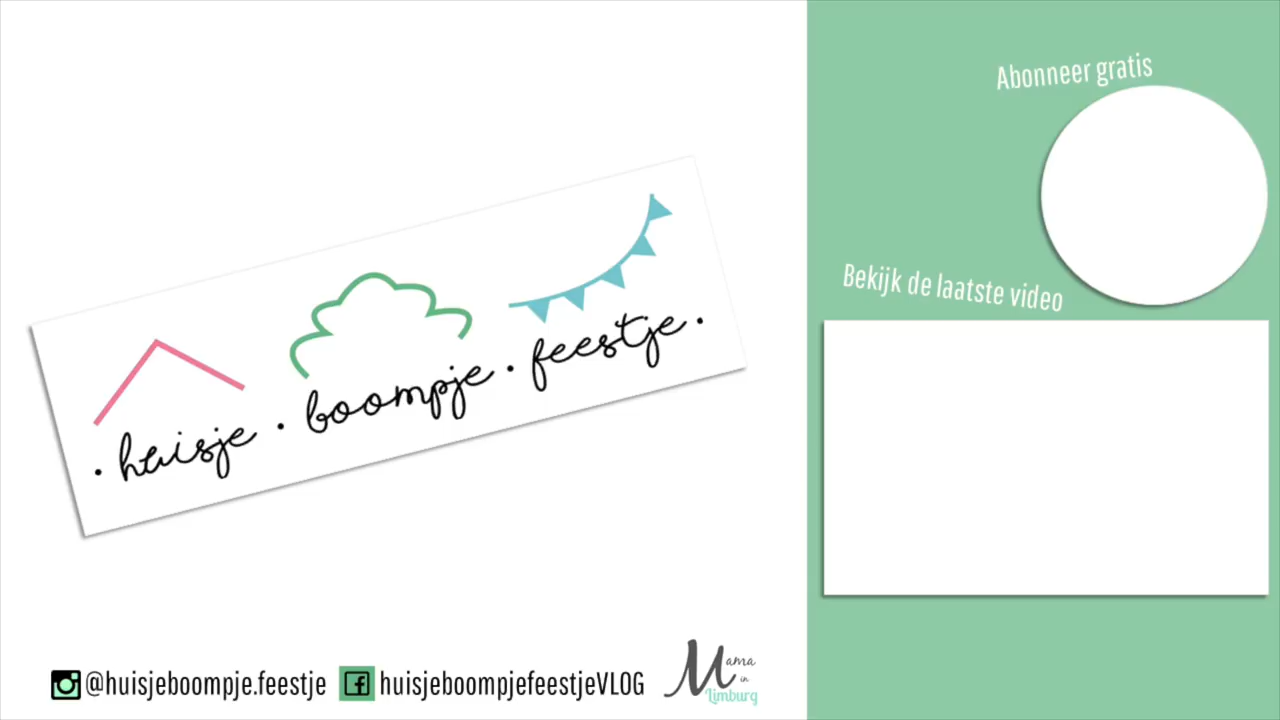 · huisje · boompje · feestje ·
@huisjeboompje.feestje
huisjeboompjefeestjeVLOG
Mama
in
Limburg
Abonneer gratis
Bekijk de laatste video